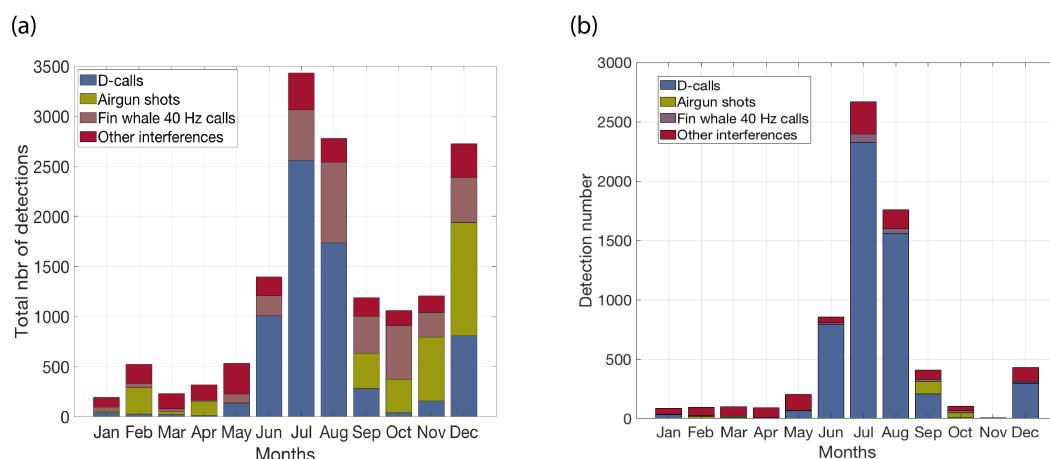 (a)
3500
3000
2500
2000
1500
1000
500
0
Total nbr of detections
D-calls
Airgun shots
Fin whale 40 Hz calls
Other interferences
Jan Feb Mar Apr May Jun Jul Aug Sep Oct Nov Dec
Months
(b)
3000
2500
2000
1500
1000
500
0
Detection number
D-calls
Airgun shots
Fin whale 40 Hz calls
Other interferences
Jan Feb Mar Apr May Jun Jul Aug Sep Oct Nov Dec
Months